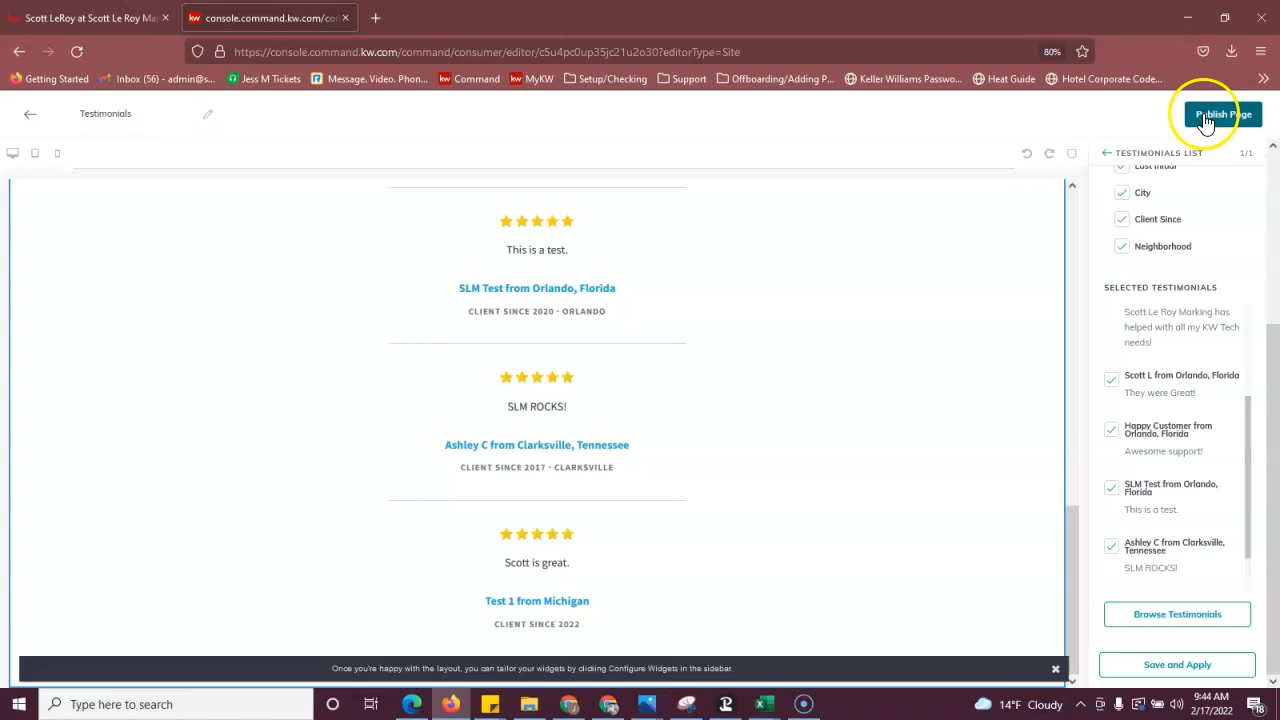 Scott LeRoy at Scott Le Roy Ma
console.command.kw.com/co
https://console.command.kw.com/command/consumer/editor/c5u4pc0up35jc21u2o30?editorType=Site
80%
Getting Started
Inbox (56) - admin@s...
Jess M Tickets
Message. Video. Phon...
Command
MyKW
Setup/Checking
Support
Offboarding/Adding P...
Keller Williams Passwo...
Heat Guide
Hotel Corporate Code...
Testimonials
Publish Page
TESTIMONIALS LIST 1/1
Last Initial
City
Client Since
Neighborhood
SELECTED TESTIMONIALS
Scott Le Roy Marking has
helped with all my KW Tech
needs!
Scott L from Orlando, Florida
They were Great!
Happy Customer from
Orlando, Florida
Awesome support!
SLM Test from Orlando,
Florida
This is a test.
Ashley C from Clarksville,
Tennessee
SLM ROCKS!
Browse Testimonials
Save and Apply
This is a test.
SLM Test from Orlando, Florida
CLIENT SINCE 2020 · ORLANDO
SLM ROCKS!
Ashley C from Clarksville, Tennessee
CLIENT SINCE 2017 · CLARKSVILLE
Scott is great.
Test 1 from Michigan
CLIENT SINCE 2022
Once you're happy with the layout, you can tailor your widgets by clicking Configure Widgets in the sidebar.
Type here to search
14°F Cloudy
9:44 AM
2/17/2022
18